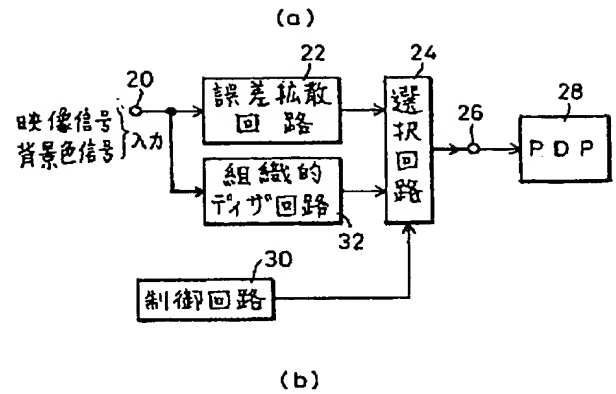 (a)
20
22
24
26
28
映像信号
背景色信号
入力
誤差拡散
回路
選択回路
PDP
組織的
ディザ回路
32
30
制御回路
(b)